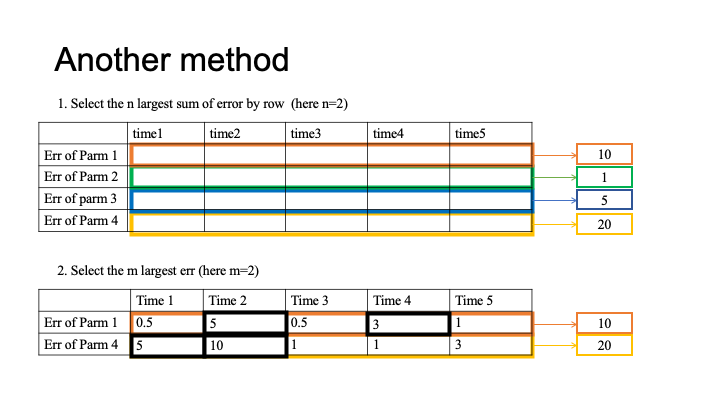 Another method
1. Select the n largest sum of error by row (here n=2)
time1 time2 time3 time4 time5
Err of Parm 1 10
Err of Parm 2 1
Err of parm 3 5
Err of Parm 4 20
2. Select the m largest err (here m=2)
Time 1 Time 2 Time 3 Time 4 Time 5
Err of Parm 1 0.5 5 0.5 3 1 10
Err of Parm 4 5 10 1 1 3 20